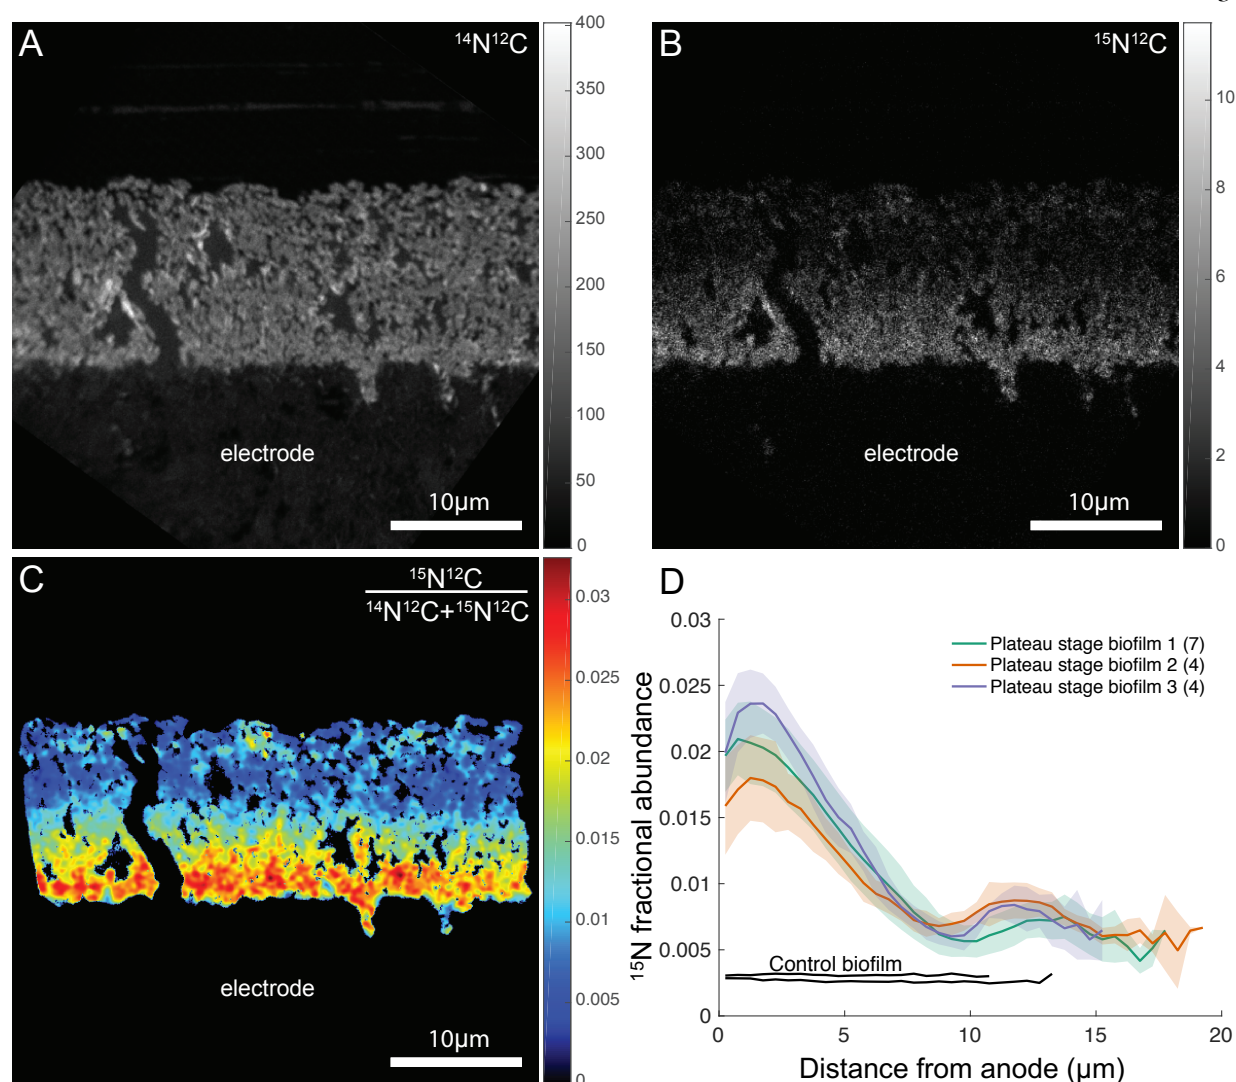 A
¹⁴N¹²C
400
350
300
250
200
150
100
50
0
electrode
10µm
B
¹⁵N¹²C
10
8
6
4
2
0
electrode
10µm
C
¹⁵N¹²C
¹⁴N¹²C+¹⁵N¹²C
0.03
0.025
0.02
0.015
0.01
0.005
0
electrode
10µm
D
0.03
0.025
0.02
0.015
0.01
0.005
0
¹⁵N fractional abundance
Plateau stage biofilm 1 (7)
Plateau stage biofilm 2 (4)
Plateau stage biofilm 3 (4)
Control biofilm
0 5 10 15 20
Distance from anode (µm)